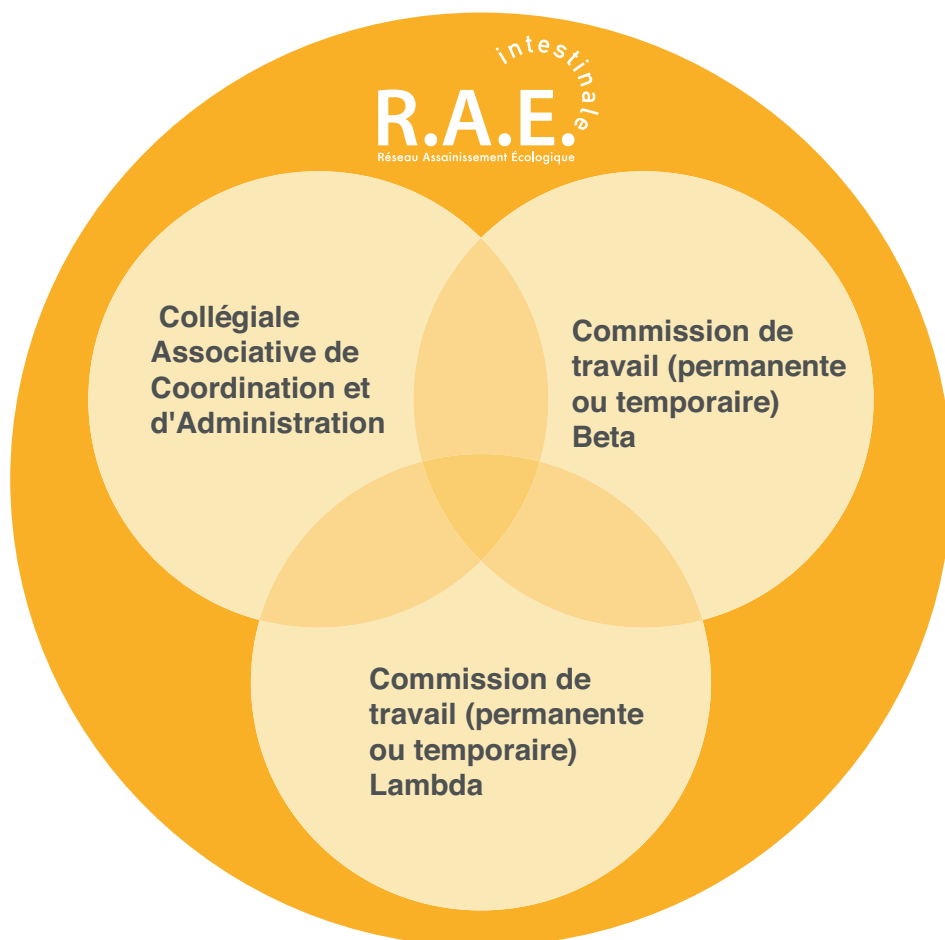 intestinale
R.A.E.
Réseau Assainissement Écologique
Collégiale
Associative de
Coordination et
d'Administration
Commission de
travail (permanente
ou temporaire)
Beta
Commission de
travail (permanente
ou temporaire)
Lambda